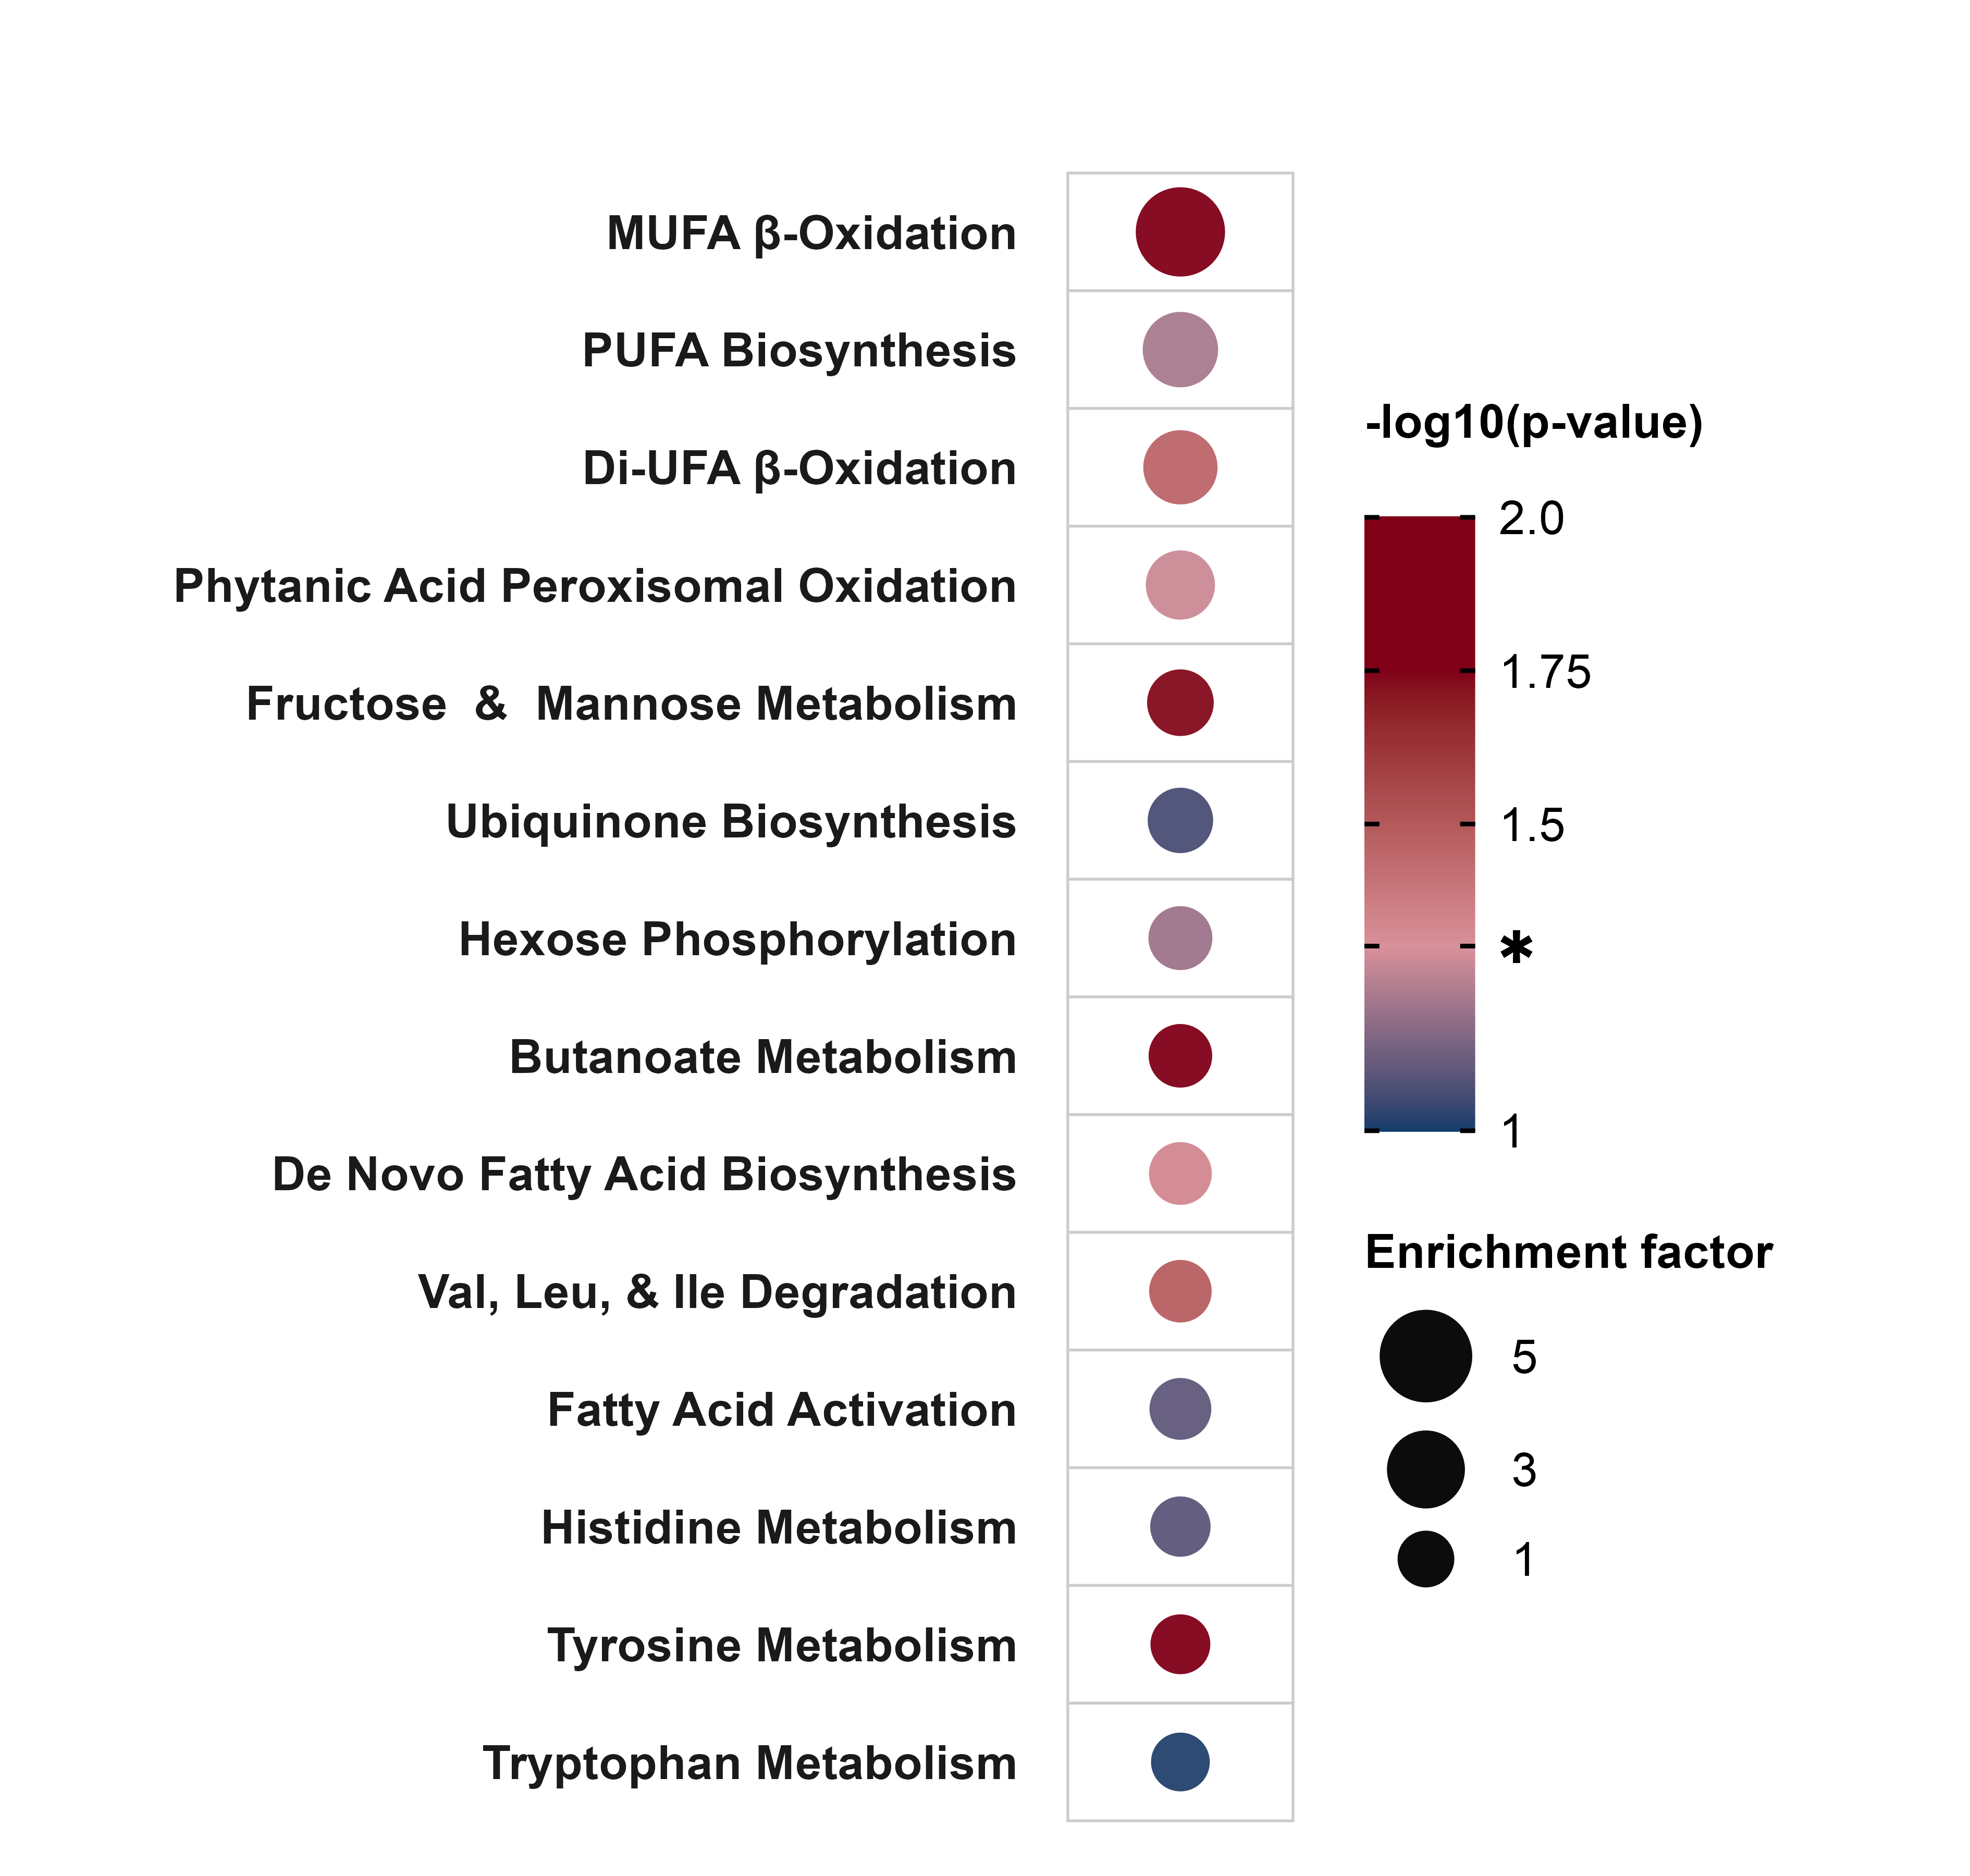 MUFA β-Oxidation
PUFA Biosynthesis
Di-UFA β-Oxidation
Phytanic Acid Peroxisomal Oxidation
Fructose & Mannose Metabolism
Ubiquinone Biosynthesis
Hexose Phosphorylation
Butanoate Metabolism
De Novo Fatty Acid Biosynthesis
Val, Leu, & Ile Degradation
Fatty Acid Activation
Histidine Metabolism
Tyrosine Metabolism
Tryptophan Metabolism
-log10(p-value)
2.0
1.75
1.5
*
1
Enrichment factor
5
3
1